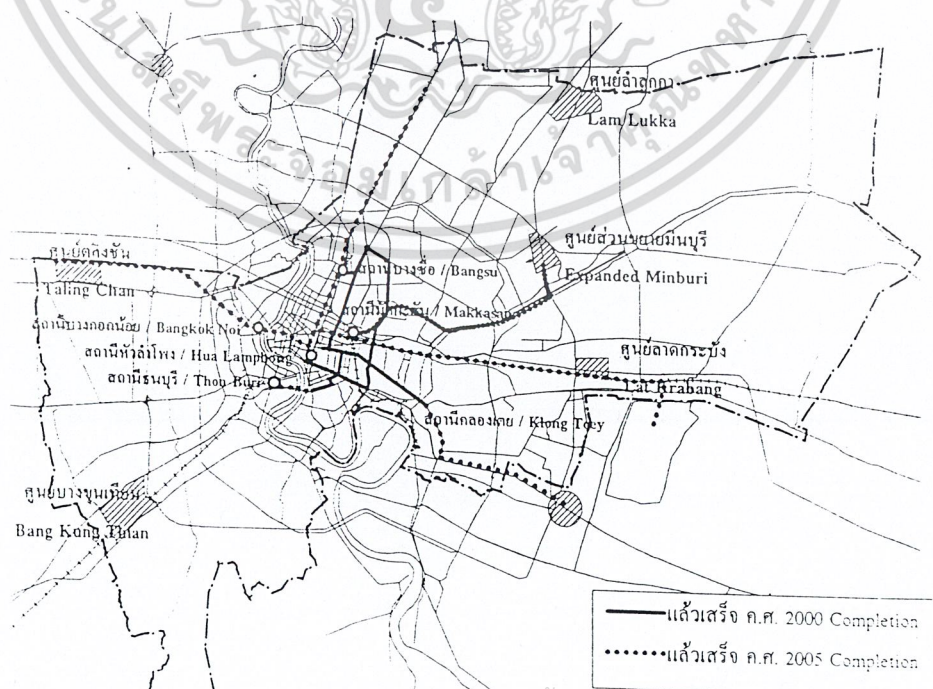 ศูนย์ลำลูกกา
Lam Lukka
ศูนย์ส่วนขยายมีนบุรี
Expanded Minburi
ศูนย์ตลิ่งชัน
Taling Chan
สถานีบางซื่อ / Bangsu
สถานีมักกะสัน / Makkasan
สถานีบางกอกน้อย / Bangkok Noi
สถานีหัวลำโพง / Hua Lamphong
สถานีธนบุรี / Thon Buri
ศูนย์ลาดกระบัง
Lat Krabang
สถานีคลองเตย / Klong Toey
ศูนย์บางขุนเทียน
Bang Kung Thian
แล้วเสร็จ ค.ศ. 2000 Completion
แล้วเสร็จ ค.ศ. 2005 Completion